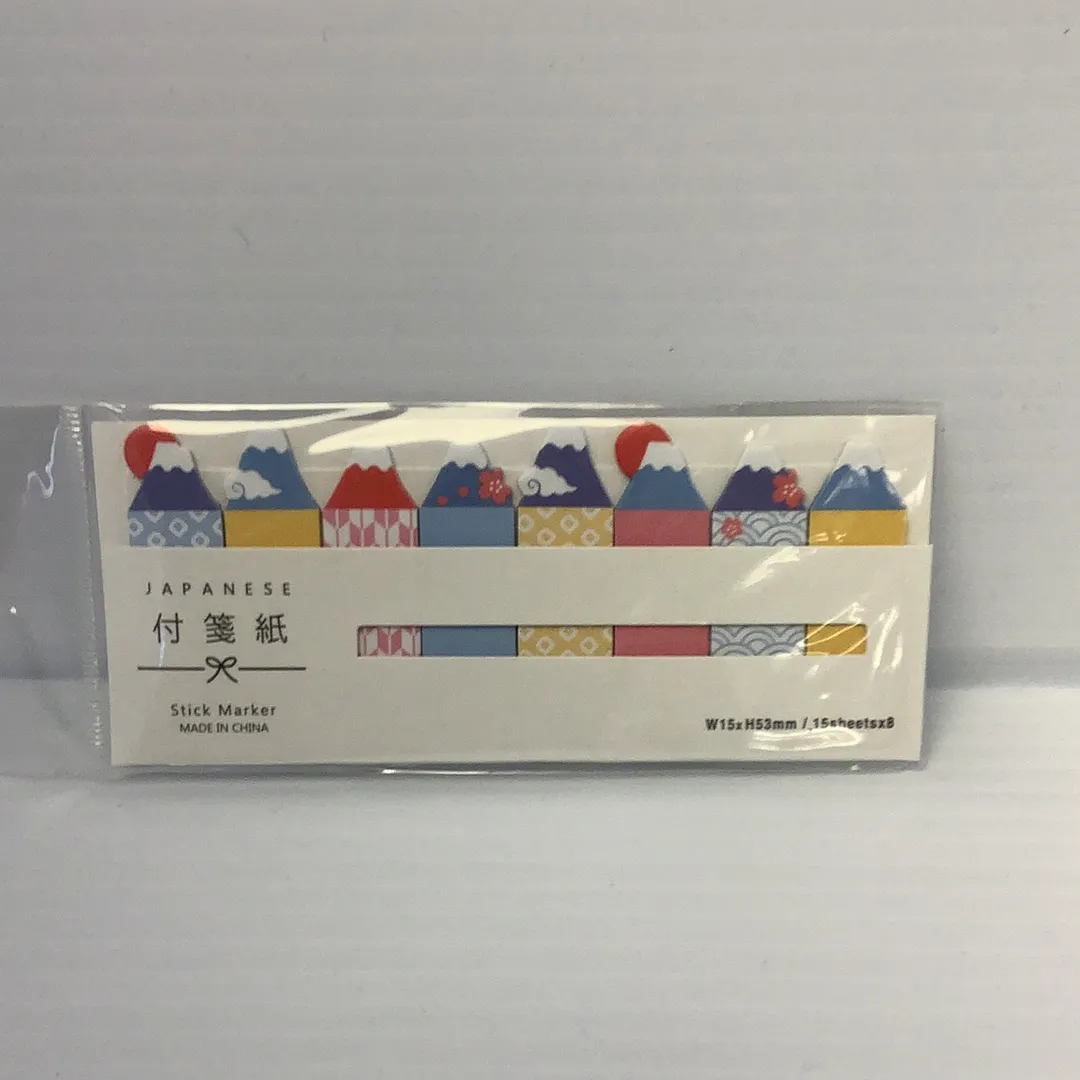 JAPANESE
付箋紙
Stick Marker
MADE IN CHINA
W15xH53mm / 15sheetsx8